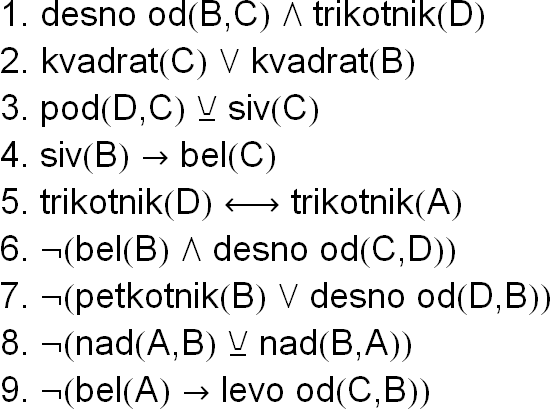 1. desno od(B,C) ∧ trikotnik(D)
2. kvadrat(C) ∨ kvadrat(B)
3. pod(D,C) ⊻ siv(C)
4. siv(B) → bel(C)
5. trikotnik(D) ⟷ trikotnik(A)
6. ¬(bel(B) ∧ desno od(C,D))
7. ¬(petkotnik(B) ∨ desno od(D,B))
8. ¬(nad(A,B) ⊻ nad(B,A))
9. ¬(bel(A) → levo od(C,B))